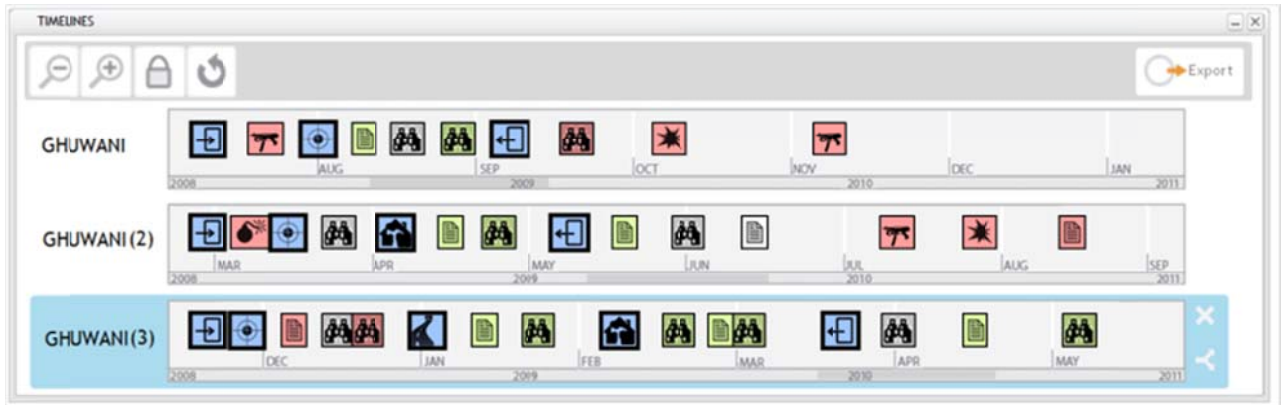 TIMELINES
Export
GHUWANI
AUG SEP OCT NOV DEC JAN
2008 2009 2010 2011
GHUWANI (2)
MAR APR MAY JUN JUL AUG SEP
2008 2009 2010 2011
GHUWANI (3)
DEC JAN FEB MAR APR MAY
2008 2009 2010 2011